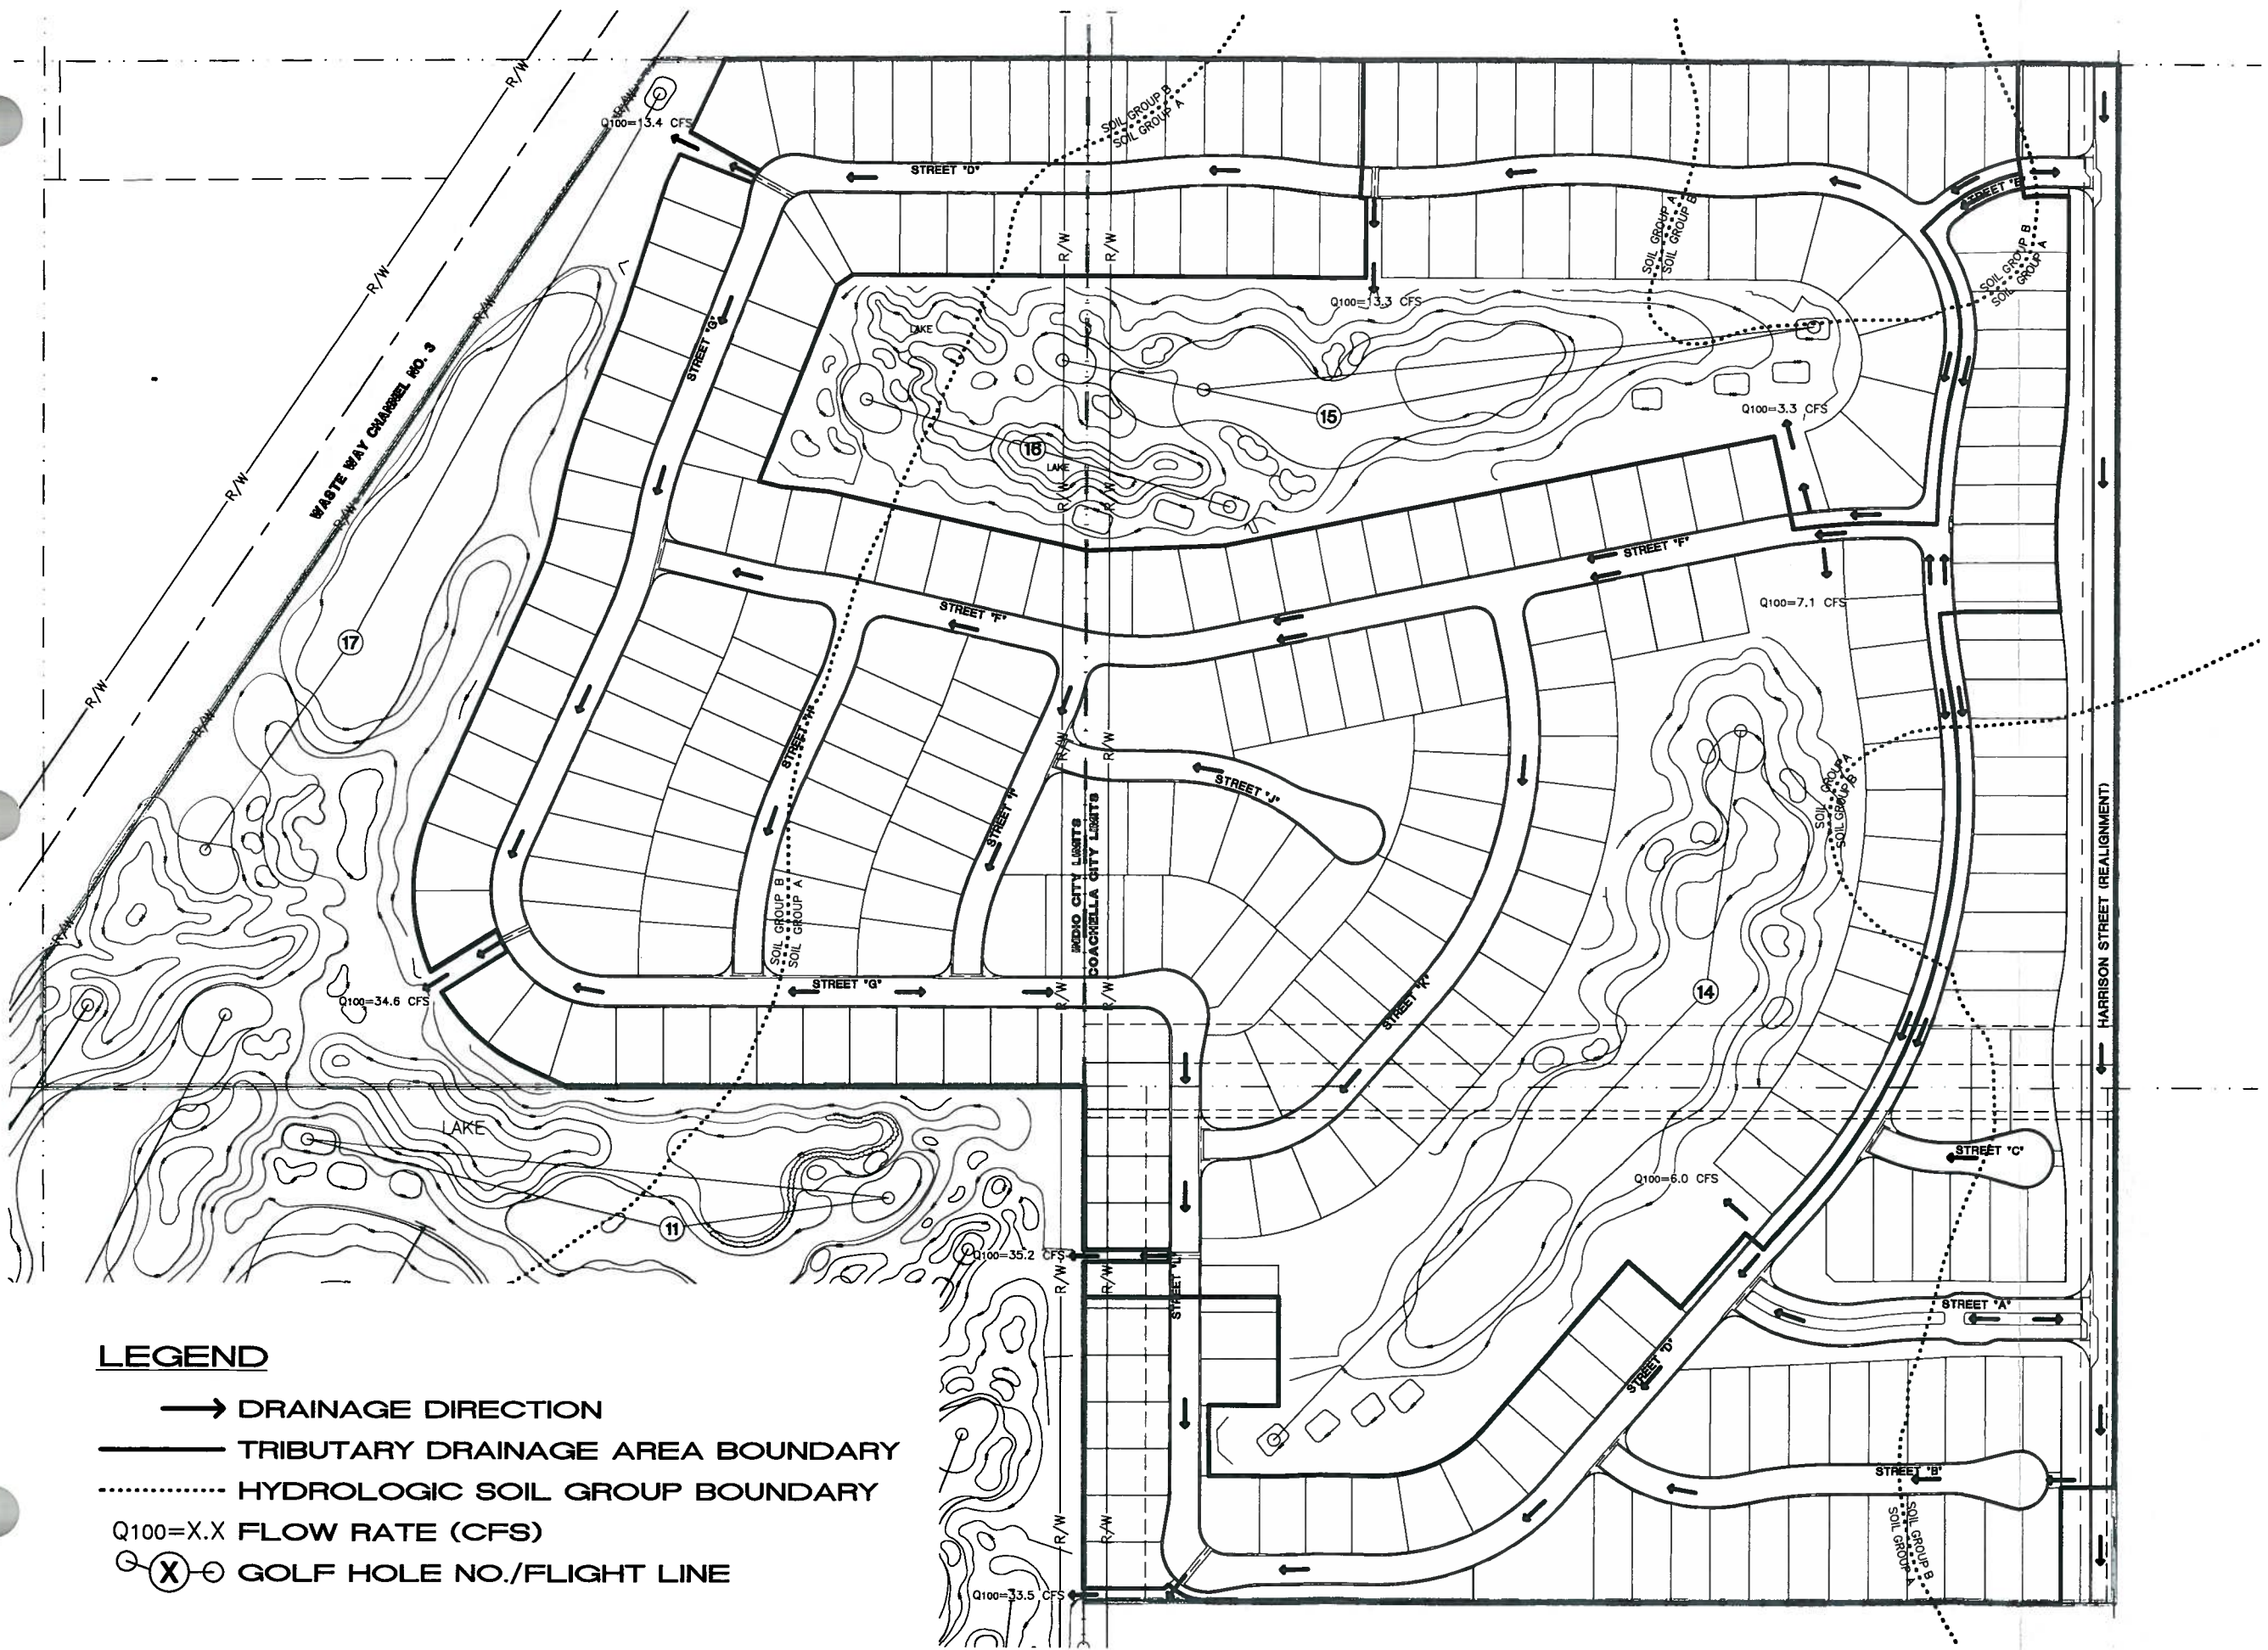 R/W
R/W
Q100=13.4 CFS
SOIL GROUP B
SOIL GROUP A
STREET "D"
STREET "E"
SOIL GROUP A
SOIL GROUP B
SOIL GROUP B
SOIL GROUP A
R/W
R/W
R/W
R/W
Q100=13.3 CFS
LAKE
STREET "G"
WASTE WAY CHANNEL NO. 3
15
Q100=3.3 CFS
16
LAKE
R/W
R/W
R/W
R/W
STREET "F"
STREET "F"
Q100=7.1 CFS
17
R/W
R/W
STREET "H"
R/W
R/W
STREET "J"
STREET "I"
SOIL GROUP A
SOIL GROUP B
INDIO CITY LIMITS
COACHELLA CITY LIMITS
HARRISON STREET (REALIGNMENT)
SOIL GROUP B
SOIL GROUP A
R/W
STREET "G"
R/W
R/W
STREET "K"
14
Q100=34.6 CFS
LAKE
STREET "C"
Q100=6.0 CFS
11
Q100=35.2 CFS
R/W
R/W
STREET "L"
STREET "A"
STREET "D"
STREET "B"
SOIL GROUP B
SOIL GROUP A
R/W
R/W
Q100=33.5 CFS
LEGEND
DRAINAGE DIRECTION
TRIBUTARY DRAINAGE AREA BOUNDARY
HYDROLOGIC SOIL GROUP BOUNDARY
Q100=X.X FLOW RATE (CFS)
X GOLF HOLE NO./FLIGHT LINE